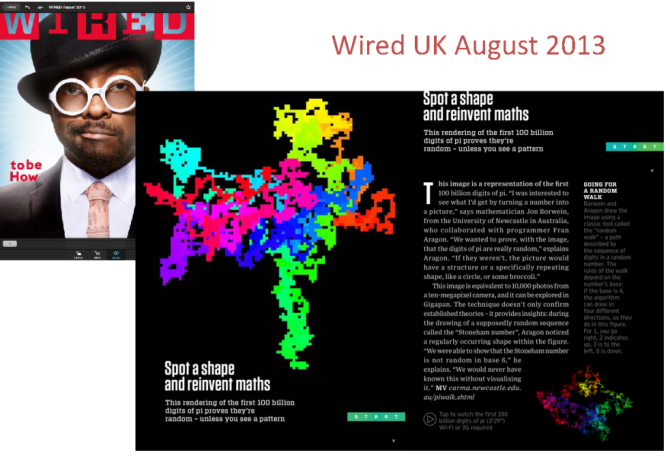 WIRED August 2013
WIRED
Wired UK August 2013
to be
How
Spot a shape
and reinvent maths
This rendering of the first 100 billion
digits of pi proves they're
random – unless you see a pattern
START
Spot a shape
and reinvent maths
This rendering of the first 100 billion
digits of pi proves they're
random – unless you see a pattern
START
This image is a representation of the first
100 billion digits of pi. "I was interested to
see what I'd get by turning a number into
a picture," says mathematician Jon Borwein,
from the University of Newcastle in Australia,
who collaborated with programmer Fran
Aragon. "We wanted to prove, with the image,
that the digits of pi are really random," explains
Aragon. "If they weren't, the picture would
have a structure or a specifically repeating
shape, like a circle, or some broccoli."
This image is equivalent to 10,000 photos from
a ten-megapixel camera, and it can be explored in
Gigapan. The technique doesn't only confirm
established theories – it provides insights: during
the drawing of a supposedly random sequence
called the "Stoneham number", Aragon noticed
a regularly occurring shape within the figure.
"We were able to show that the Stoneham number
is not random in base 6," he
explains. "We would never have
known this without visualising
it." MV carma.newcastle.edu.
au/piwalk.shtml
Tap to watch the first 100
billion digits of pi (0'29")
Wi-Fi or 3G required
GOING FOR
A RANDOM
WALK
Borwein and
Aragon drew the
image using a
classic tool called
the "random
walk" – a path
described by
the sequence of
digits in a random
number. The
rules of the walk
depend on the
number's base:
if the base is 4,
the algorithm
can draw in
four different
directions, as they
do in this figure.
For 1, you go
right, 2 indicates
up, 3 is to the
left, 0 is down.